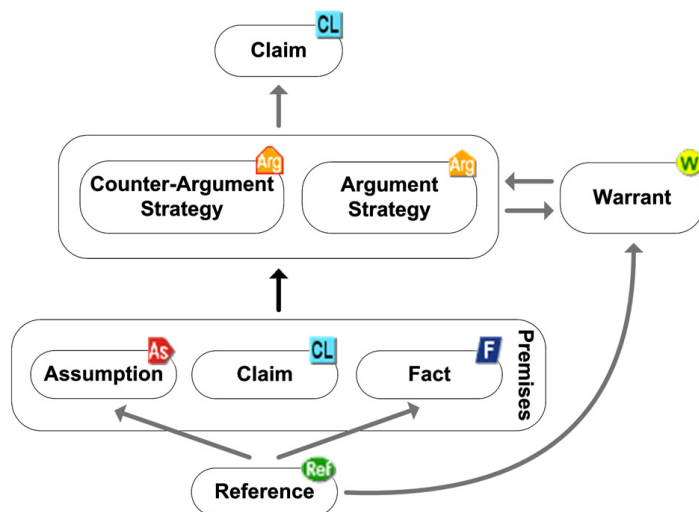 CL
Claim
Arg
Counter-Argument
Strategy
Arg
Argument
Strategy
W
Warrant
As
Assumption
CL
Claim
F
Fact
Premises
Ref
Reference